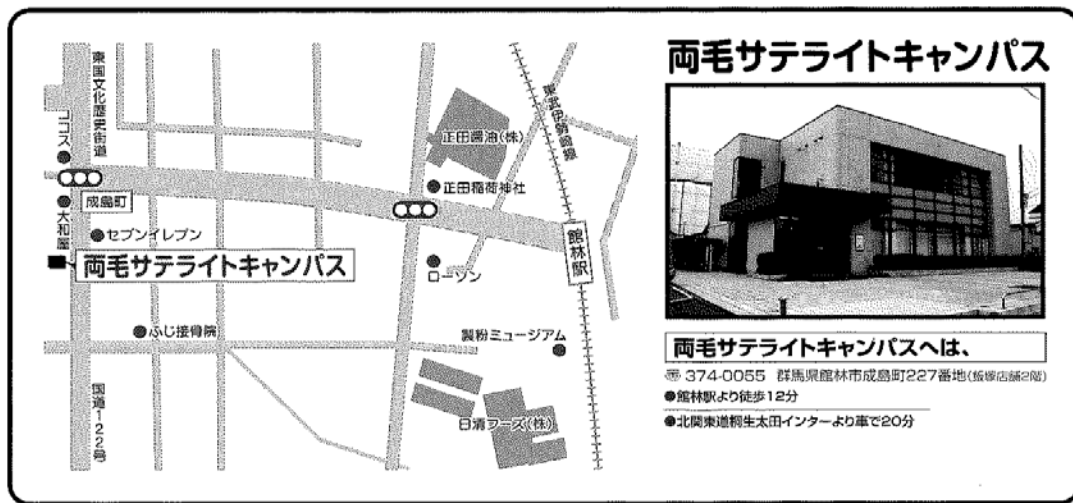 両毛サテライトキャンパス
東国文化歴史街道
ココス
成島町
大和屋
セブンイレブン
両毛サテライトキャンパス
正田醤油(株)
正田稲荷神社
東武伊勢崎線
館林駅
ローソン
ふじ接骨院
製粉ミュージアム
国道122号
日清フーズ(株)
両毛サテライトキャンパスへは、
374-0055 群馬県館林市成島町227番地(飯塚店舗2階)
●館林駅より徒歩12分
●北関東道桐生太田インターより車で20分